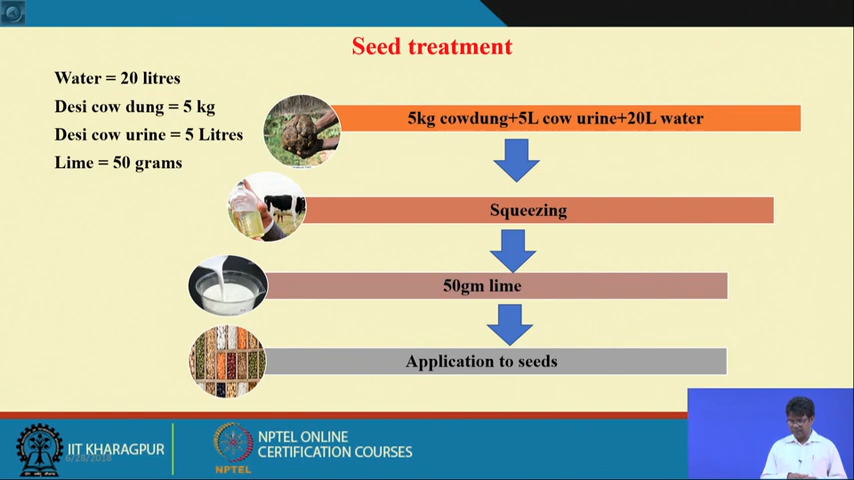 Seed treatment
Water = 20 litres
Desi cow dung = 5 kg
Desi cow urine = 5 Litres
Lime = 50 grams
5kg cowdung+5L cow urine+20L water
Squeezing
50gm lime
Application to seeds
IIT KHARAGPUR
NPTEL
NPTEL ONLINE
CERTIFICATION COURSES